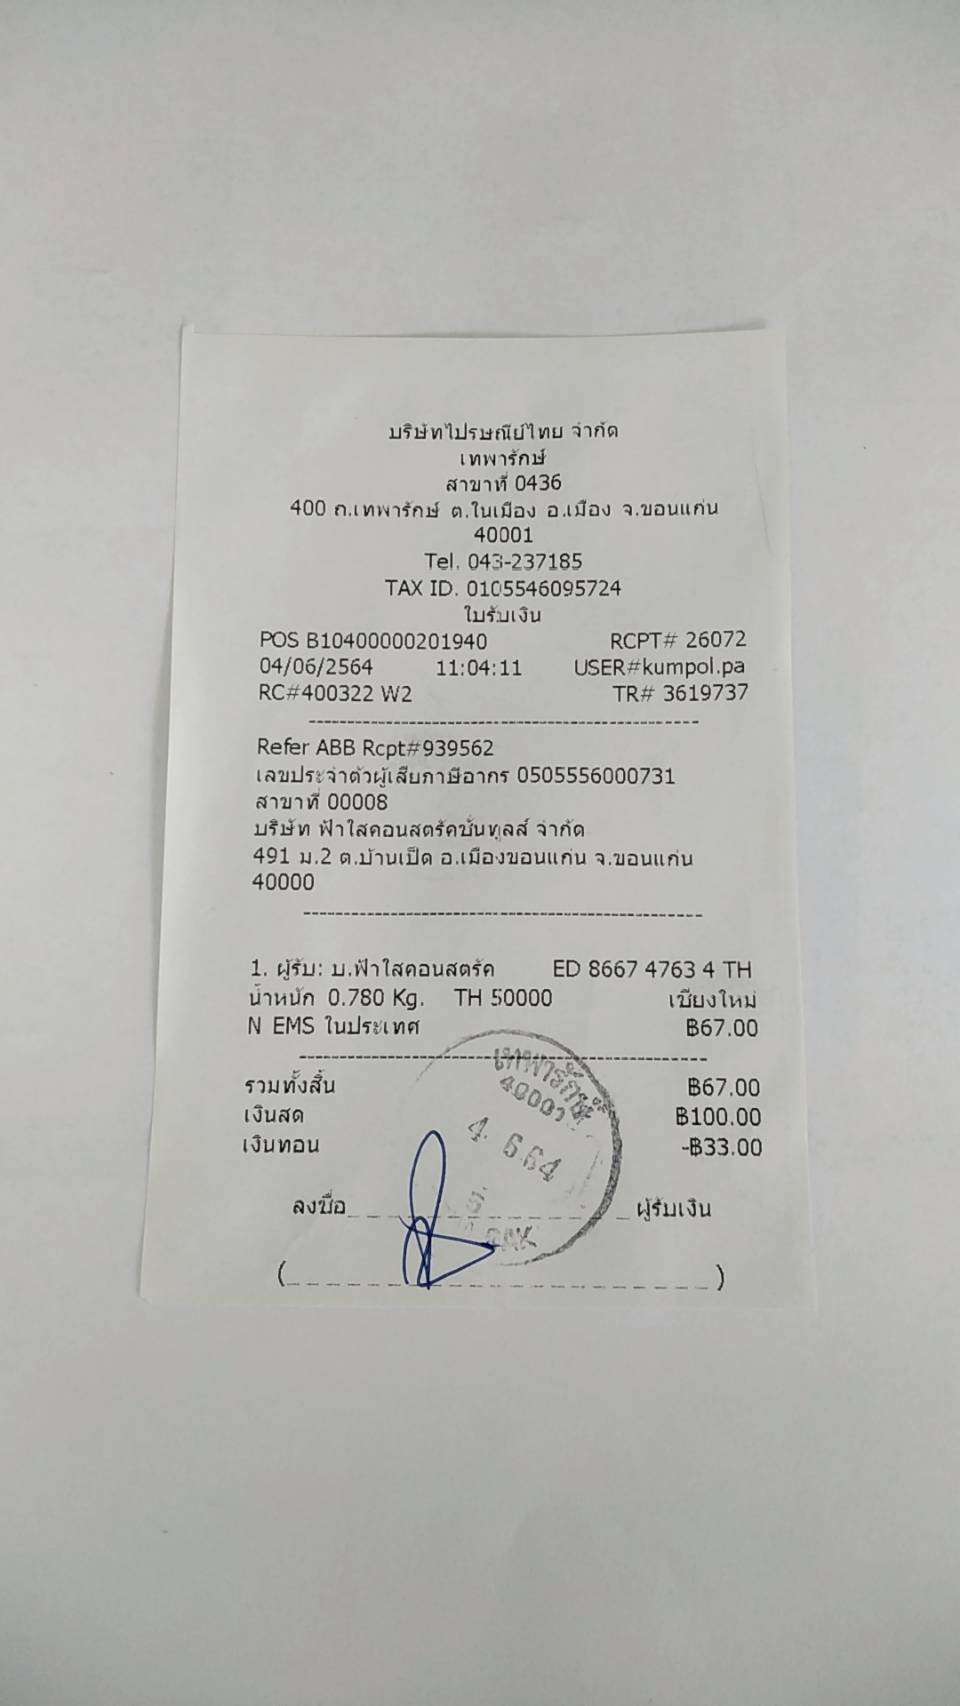 บริษัทไปรษณีย์ไทย จำกัด
เทพารักษ์
สาขาที่ 0436
400 ถ.เทพารักษ์ ต.ในเมือง อ.เมือง จ.ขอนแก่น
40001
Tel. 043-237185
TAX ID. 0105546095724
ใบรับเงิน
POS B10400000201940 RCPT# 26072
04/06/2564 11:04:11 USER#kumpol.pa
RC#400322 W2 TR# 3619737
Refer ABB Rcpt#939562
เลขประจำตัวผู้เสียภาษีอากร 0505556000731
สาขาที่ 00008
บริษัท ฟ้าใสคอนสตรัคชั่นทูลส์ จำกัด
491 ม.2 ต.บ้านเป็ด อ.เมืองขอนแก่น จ.ขอนแก่น
40000
1. ผู้รับ: บ.ฟ้าใสคอนสตรัค ED 8667 4763 4 TH
น้ำหนัก 0.780 Kg. TH 50000 เชียงใหม่
N EMS ในประเทศ ฿67.00
รวมทั้งสิ้น ฿67.00
เงินสด ฿100.00
เงินทอน -฿33.00
เทพารักษ์
40001
4. 6.64
ลงชื่อ ผู้รับเงิน
( )